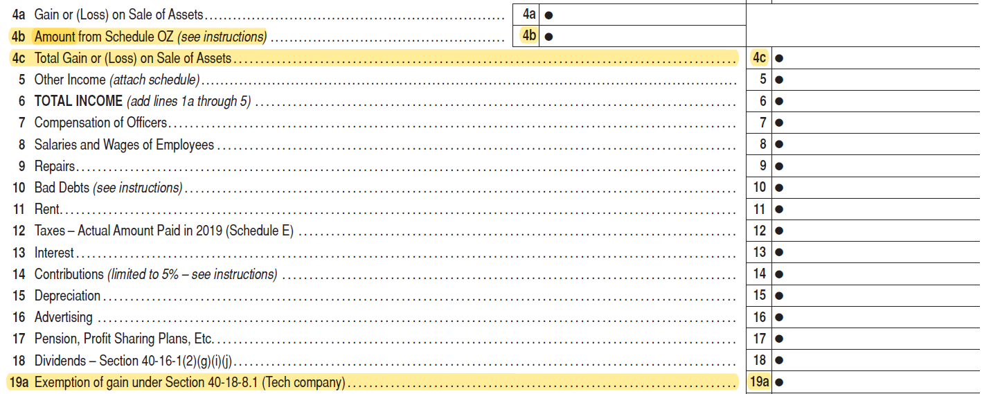 4a Gain or (Loss) on Sale of Assets 4a ●
4b Amount from Schedule OZ (see instructions) 4b ●
4c Total Gain or (Loss) on Sale of Assets 4c ●
5 Other Income (attach schedule) 5 ●
6 TOTAL INCOME (add lines 1a through 5) 6 ●
7 Compensation of Officers 7 ●
8 Salaries and Wages of Employees 8 ●
9 Repairs 9 ●
10 Bad Debts (see instructions) 10 ●
11 Rent 11 ●
12 Taxes – Actual Amount Paid in 2019 (Schedule E) 12 ●
13 Interest 13 ●
14 Contributions (limited to 5% – see instructions) 14 ●
15 Depreciation 15 ●
16 Advertising 16 ●
17 Pension, Profit Sharing Plans, Etc. 17 ●
18 Dividends – Section 40-16-1(2)(g)(i)(j) 18 ●
19a Exemption of gain under Section 40-18-8.1 (Tech company) 19a ●